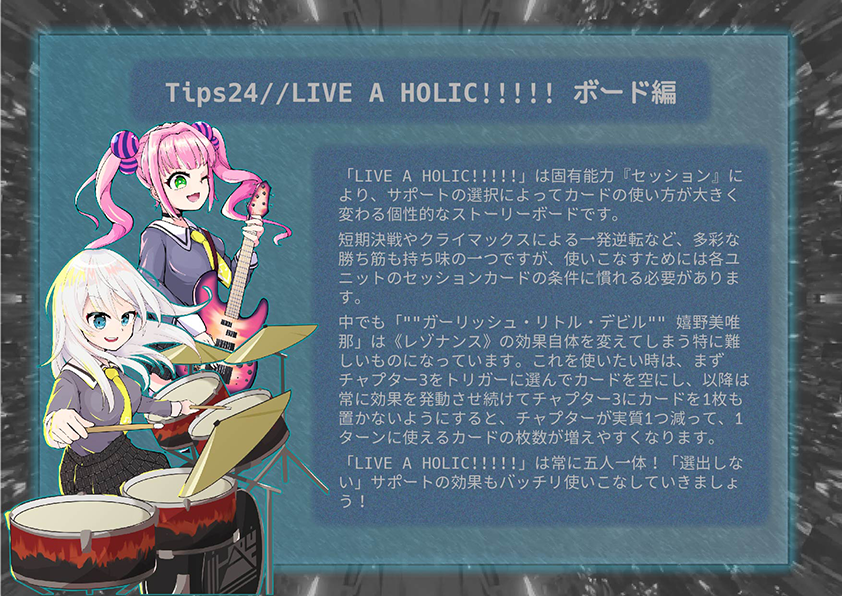 Tips24//LIVE A HOLIC!!!!! ボード編
「LIVE A HOLIC!!!!!」は固有能力『セッション』に
より、サポートの選択によってカードの使い方が大きく
変わる個性的なストーリーボードです。
短期決戦やクライマックスによる一発逆転など、多彩な
勝ち筋も持ち味の一つですが、使いこなすためには各ユ
ニットのセッションカードの条件に慣れる必要がありま
す。
中でも「""ガーリッシュ・リトル・デビル"" 嬉野美唯
那」は《レゾナンス》の効果自体を変えてしまう特に難
しいものになっています。これを使いたい時は、まず
チャプター3をトリガーに選んでカードを空にし、以降は
常に効果を発動させ続けてチャプター3にカードを1枚も
置かないようにすると、チャプターが実質1つ減って、1
ターンに使えるカードの枚数が増えやすくなります。
「LIVE A HOLIC!!!!!」は常に五人一体！「選出しな
い」サポートの効果もバッチリ使いこなしていきましょ
う！